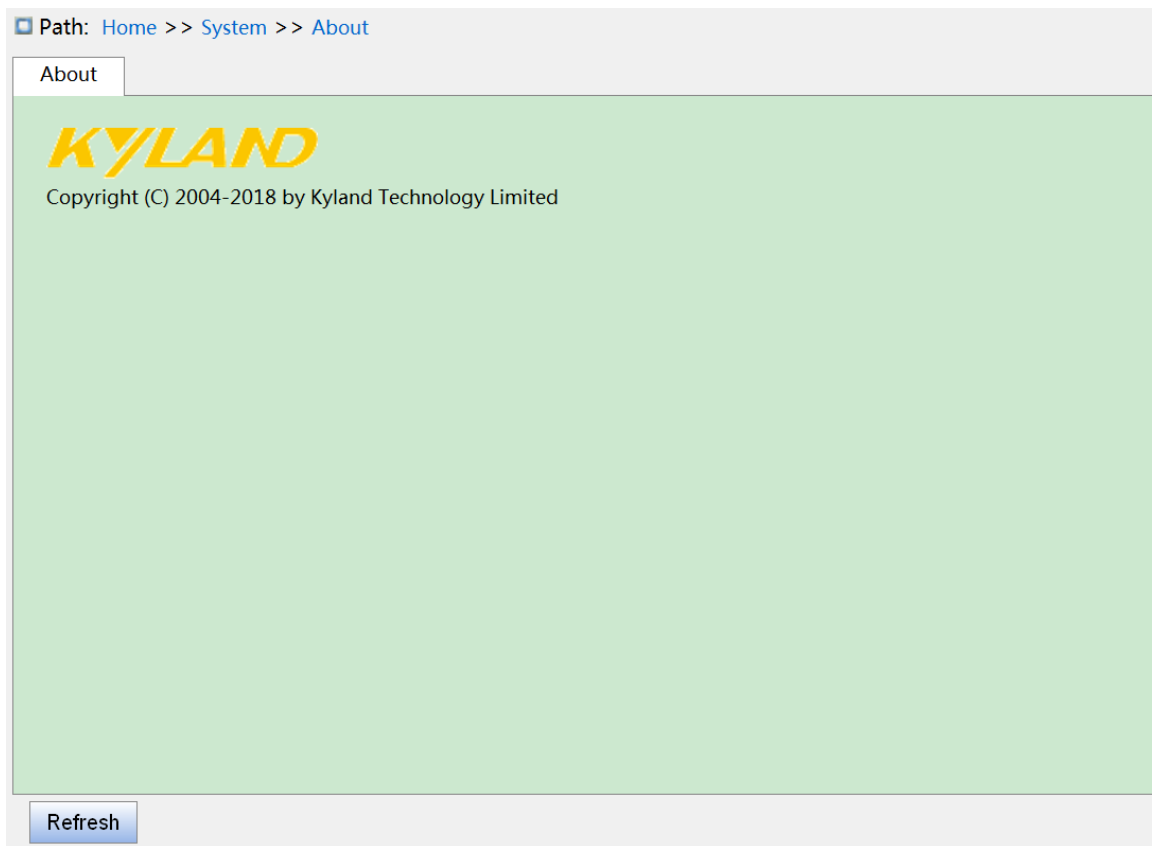 Path: Home >> System >> About
About
KYLAND
Copyright (C) 2004-2018 by Kyland Technology Limited
Refresh